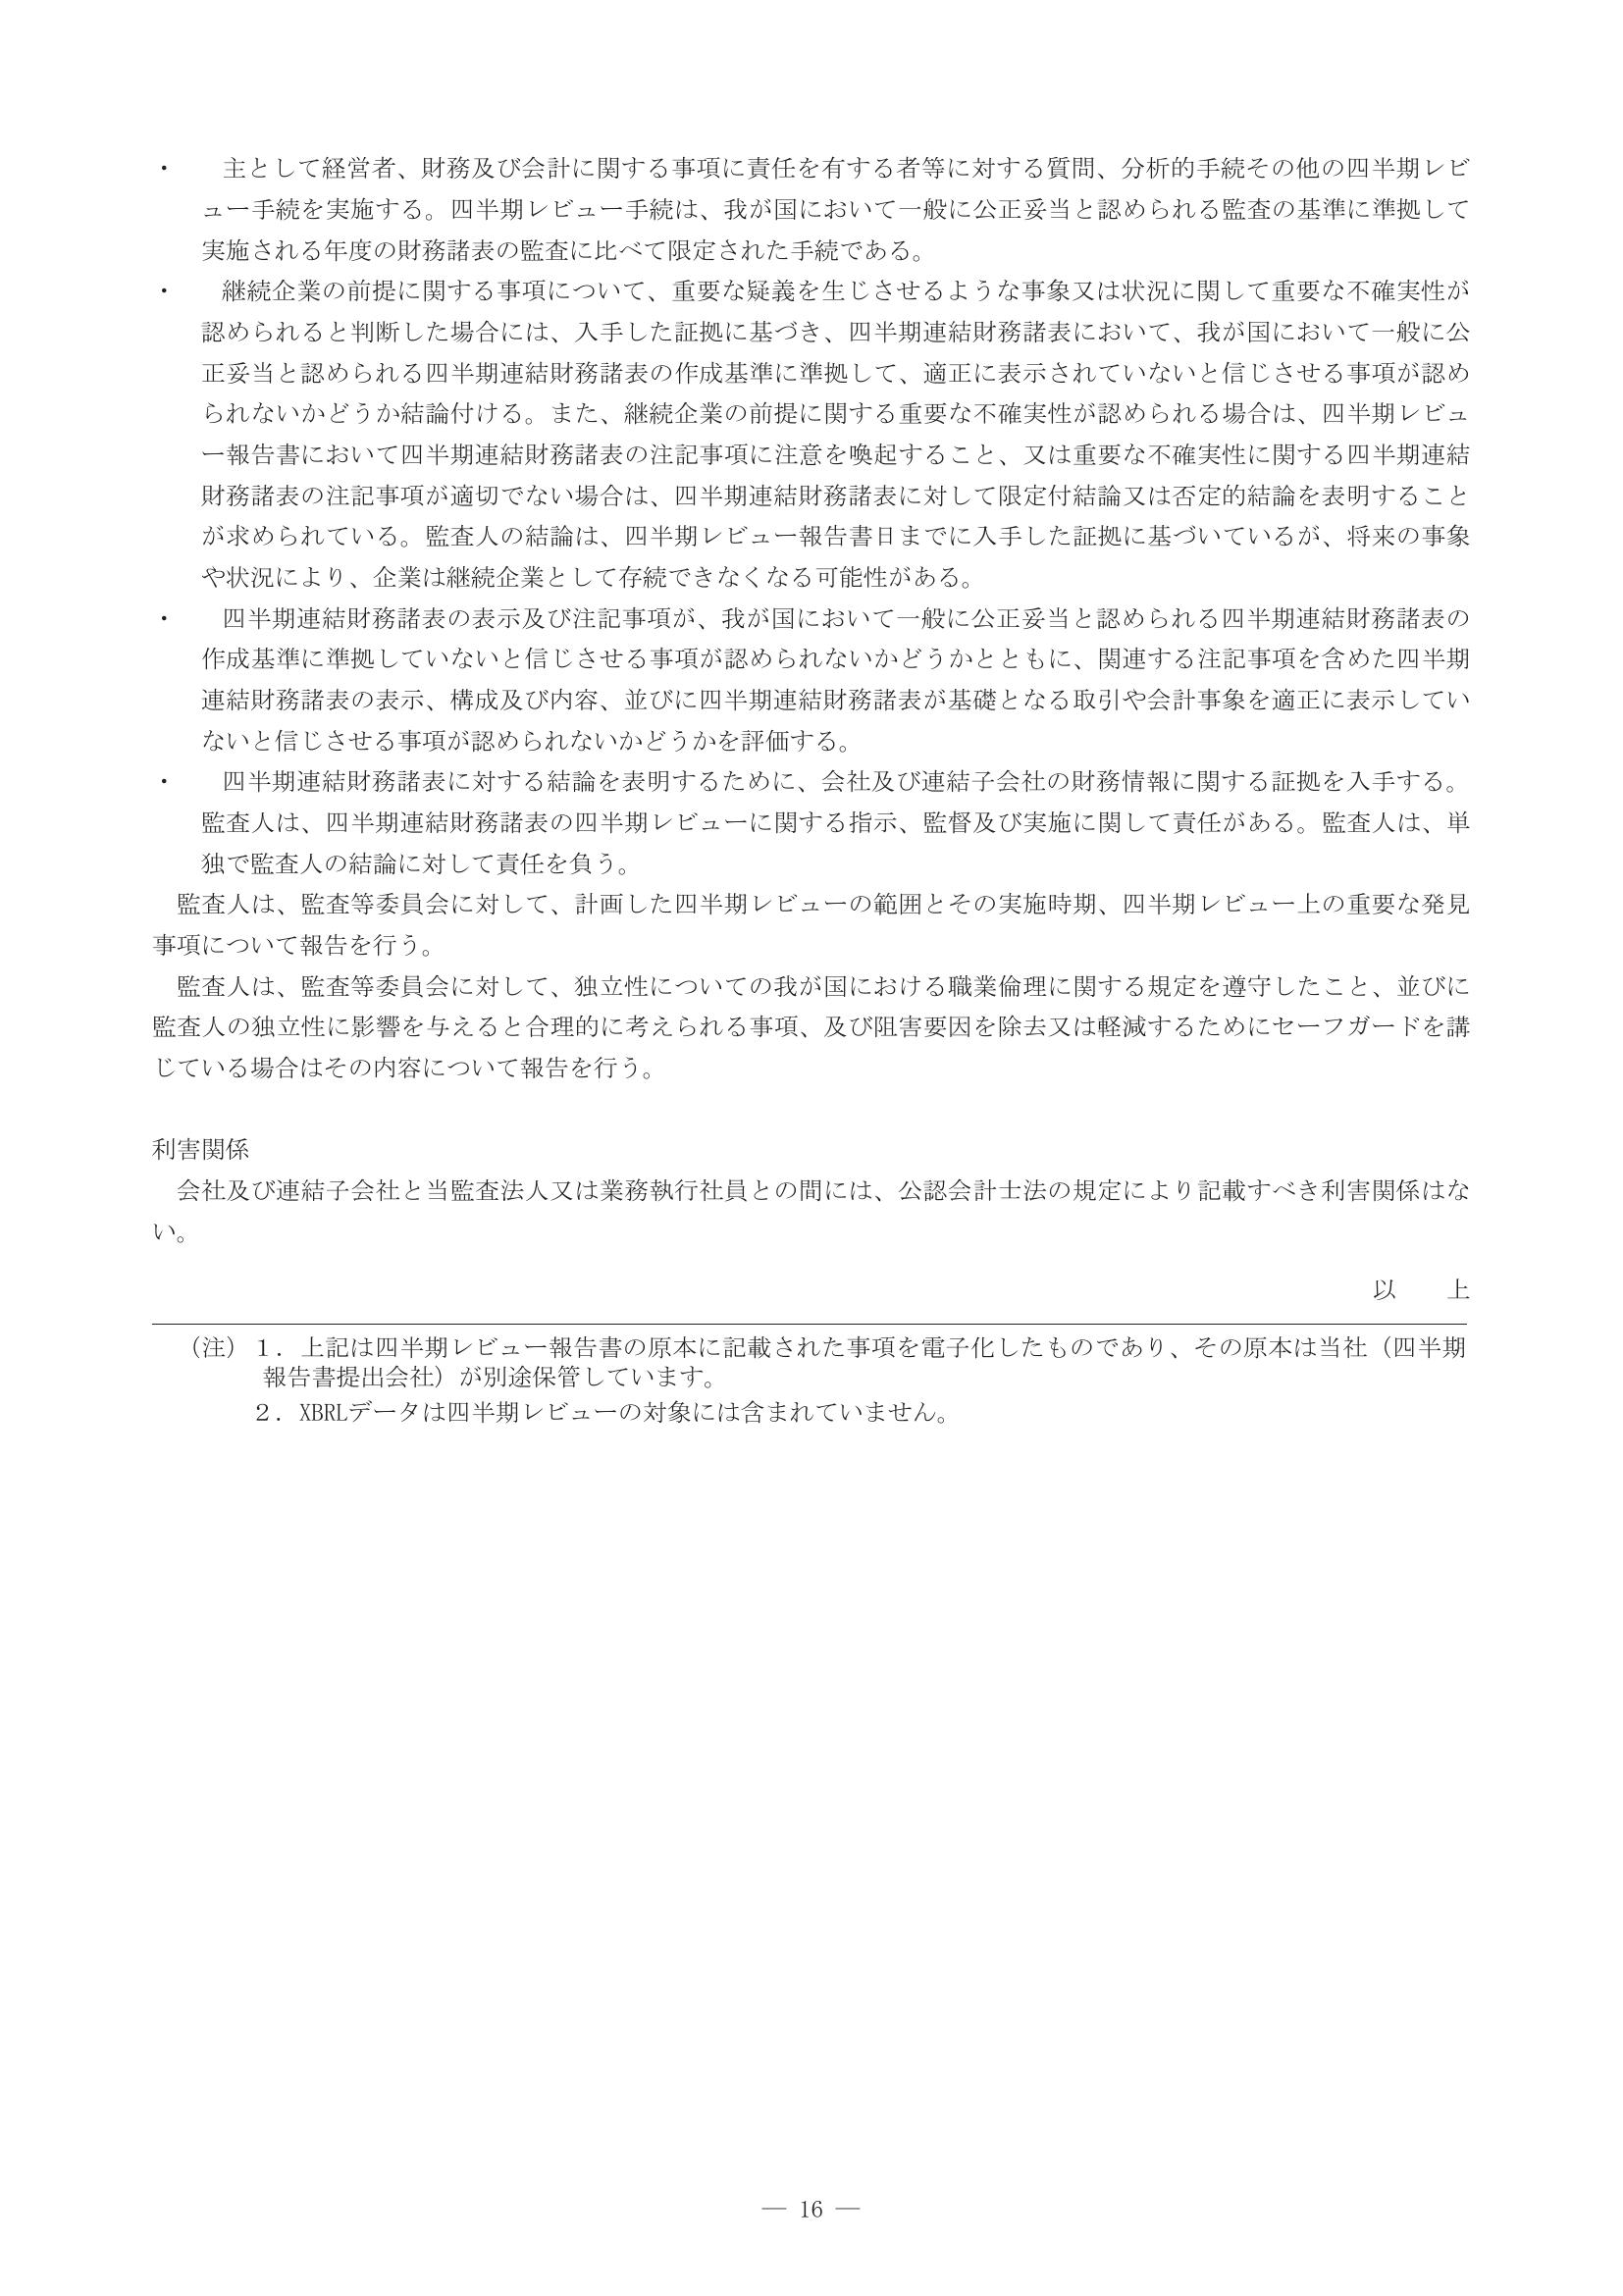 ・　主として経営者、財務及び会計に関する事項に責任を有する者等に対する質問、分析的手続その他の四半期レビ
ュー手続を実施する。四半期レビュー手続は、我が国において一般に公正妥当と認められる監査の基準に準拠して
実施される年度の財務諸表の監査に比べて限定された手続である。
・　継続企業の前提に関する事項について、重要な疑義を生じさせるような事象又は状況に関して重要な不確実性が
認められると判断した場合には、入手した証拠に基づき、四半期連結財務諸表において、我が国において一般に公
正妥当と認められる四半期連結財務諸表の作成基準に準拠して、適正に表示されていないと信じさせる事項が認め
られないかどうか結論付ける。また、継続企業の前提に関する重要な不確実性が認められる場合は、四半期レビュ
ー報告書において四半期連結財務諸表の注記事項に注意を喚起すること、又は重要な不確実性に関する四半期連結
財務諸表の注記事項が適切でない場合は、四半期連結財務諸表に対して限定付結論又は否定的結論を表明すること
が求められている。監査人の結論は、四半期レビュー報告書日までに入手した証拠に基づいているが、将来の事象
や状況により、企業は継続企業として存続できなくなる可能性がある。
・　四半期連結財務諸表の表示及び注記事項が、我が国において一般に公正妥当と認められる四半期連結財務諸表の
作成基準に準拠していないと信じさせる事項が認められないかどうかとともに、関連する注記事項を含めた四半期
連結財務諸表の表示、構成及び内容、並びに四半期連結財務諸表が基礎となる取引や会計事象を適正に表示してい
ないと信じさせる事項が認められないかどうかを評価する。
・　四半期連結財務諸表に対する結論を表明するために、会社及び連結子会社の財務情報に関する証拠を入手する。
監査人は、四半期連結財務諸表の四半期レビューに関する指示、監督及び実施に関して責任がある。監査人は、単
独で監査人の結論に対して責任を負う。
監査人は、監査等委員会に対して、計画した四半期レビューの範囲とその実施時期、四半期レビュー上の重要な発見
事項について報告を行う。
監査人は、監査等委員会に対して、独立性についての我が国における職業倫理に関する規定を遵守したこと、並びに
監査人の独立性に影響を与えると合理的に考えられる事項、及び阻害要因を除去又は軽減するためにセーフガードを講
じている場合はその内容について報告を行う。
利害関係
会社及び連結子会社と当監査法人又は業務執行社員との間には、公認会計士法の規定により記載すべき利害関係はな
い。
以　　上
（注）１．上記は四半期レビュー報告書の原本に記載された事項を電子化したものであり、その原本は当社（四半期
報告書提出会社）が別途保管しています。
２．XBRLデータは四半期レビューの対象には含まれていません。
― 16 ―